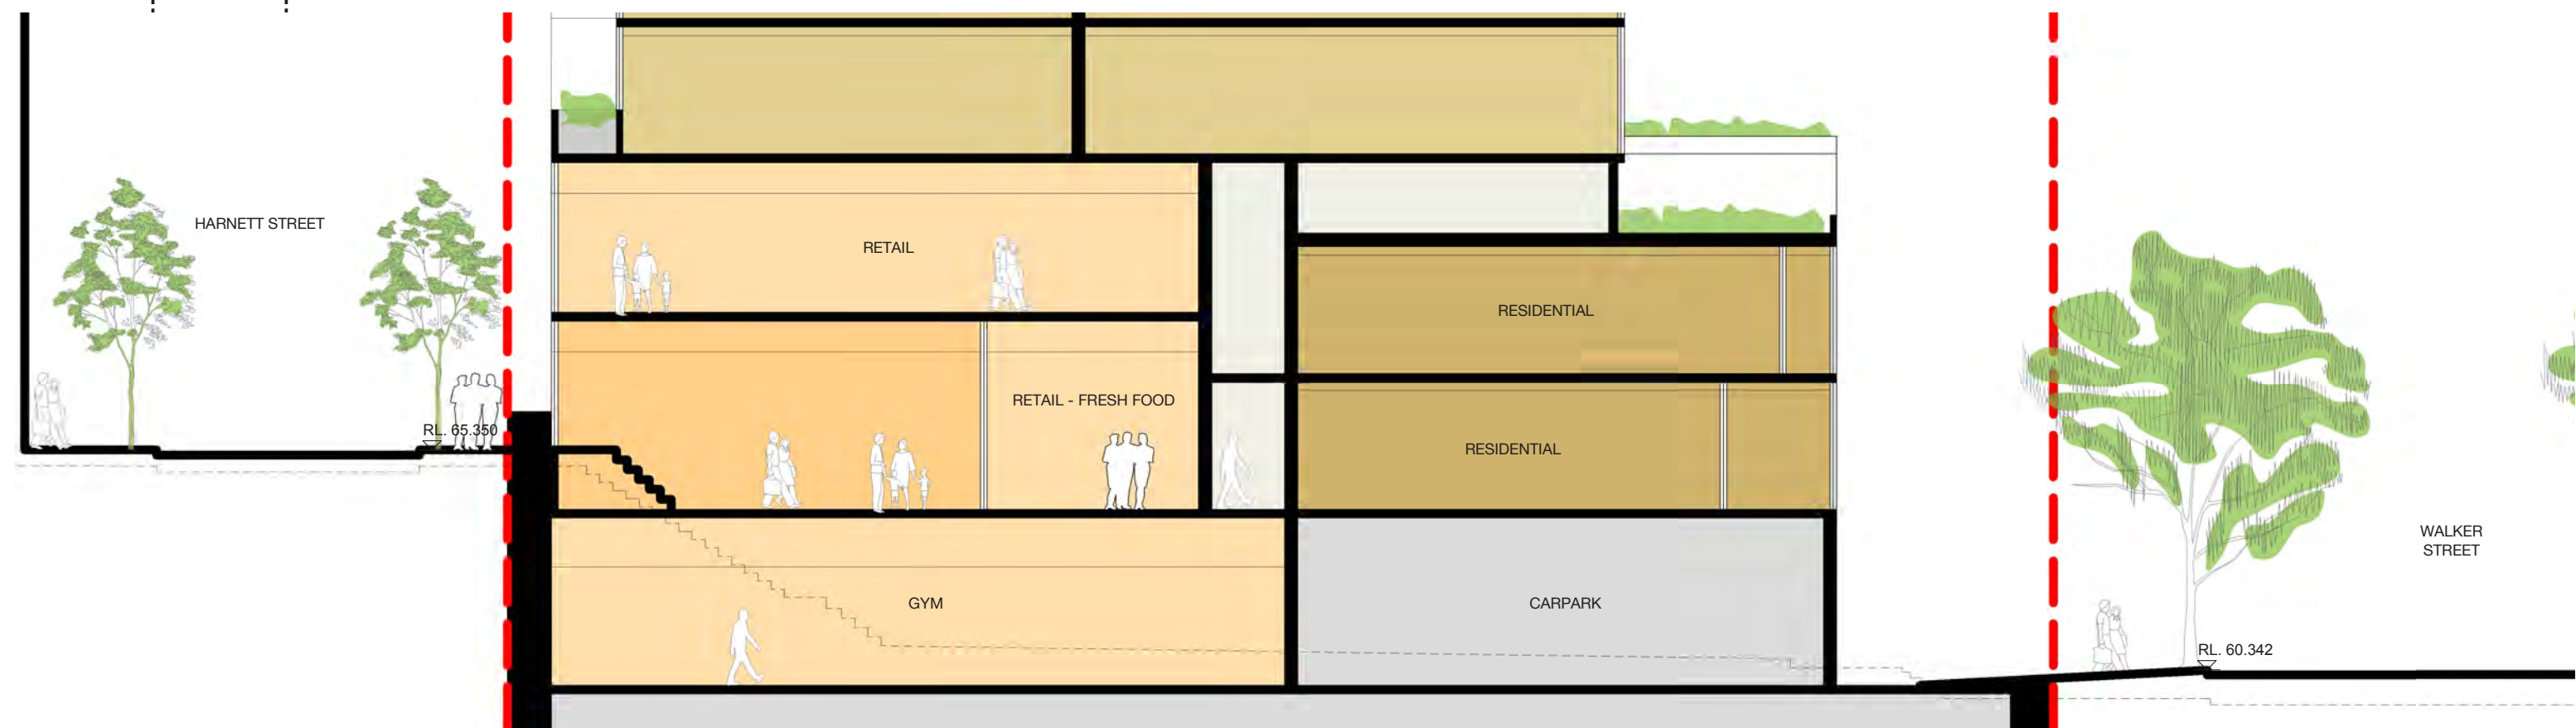 HARNETT STREET
RETAIL
RESIDENTIAL
RETAIL - FRESH FOOD
RL. 65.350
RESIDENTIAL
WALKER
STREET
GYM
CARPARK
RL. 60.342